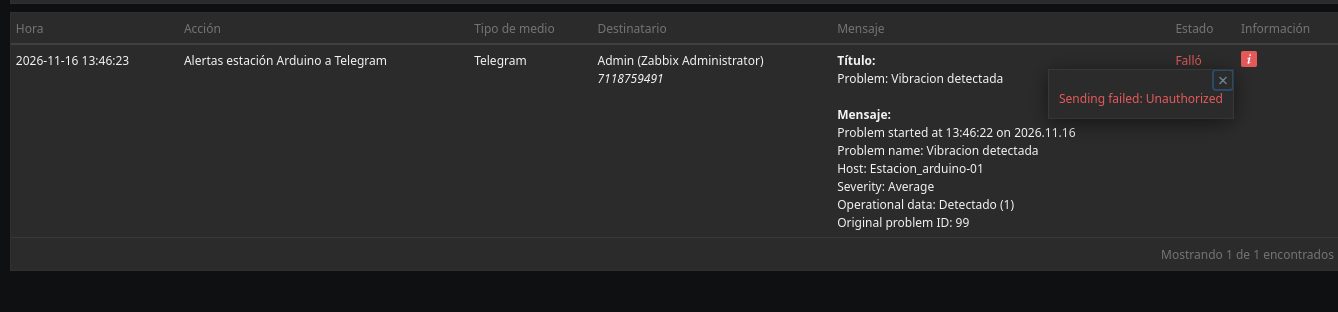 Hora Acción Tipo de medio Destinatario Mensaje Estado Información
2026-11-16 13:46:23 Alertas estación Arduino a Telegram Telegram Admin (Zabbix Administrator) Título: Falló i
7118759491 Problem: Vibracion detectada
Sending failed: Unauthorized
Mensaje:
Problem started at 13:46:22 on 2026.11.16
Problem name: Vibracion detectada
Host: Estacion_arduino-01
Severity: Average
Operational data: Detectado (1)
Original problem ID: 99
Mostrando 1 de 1 encontrados